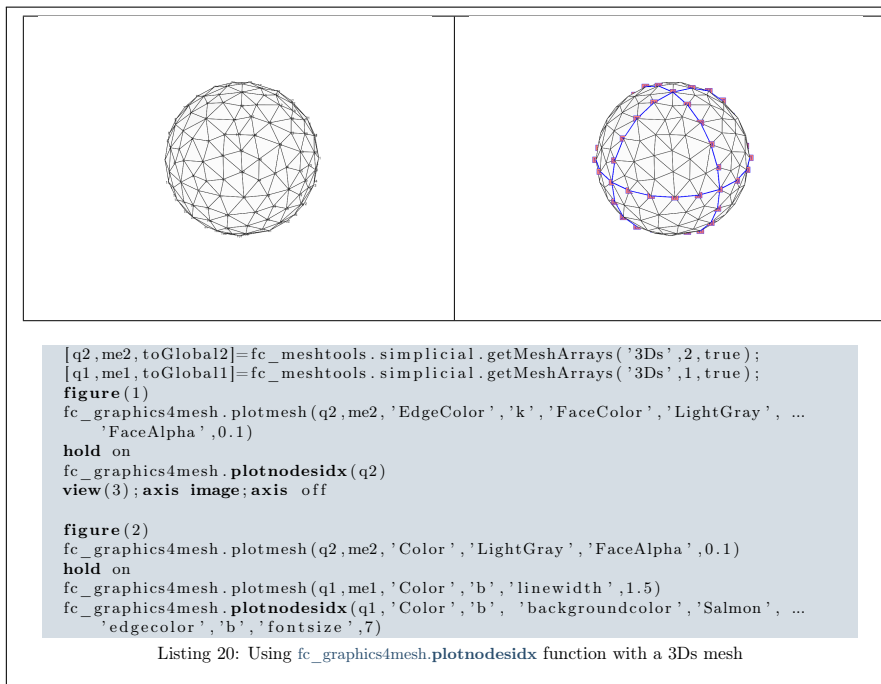 [q2,me2,toGlobal2]=fc_meshtools.simplicial.getMeshArrays('3Ds',2,true);
[q1,me1,toGlobal1]=fc_meshtools.simplicial.getMeshArrays('3Ds',1,true);
figure(1)
fc_graphics4mesh.plotmesh(q2,me2,'EdgeColor','k','FaceColor','LightGray', ...
'FaceAlpha',0.1)
hold on
fc_graphics4mesh.plotnodesidx(q2)
view(3);axis image;axis off
figure(2)
fc_graphics4mesh.plotmesh(q2,me2,'Color','LightGray','FaceAlpha',0.1)
hold on
fc_graphics4mesh.plotmesh(q1,me1,'Color','b','linewidth',1.5)
fc_graphics4mesh.plotnodesidx(q1,'Color','b', 'backgroundcolor','Salmon', ...
'edgecolor','b','fontsize',7)
Listing 20: Using fc_graphics4mesh.plotnodesidx function with a 3Ds mesh